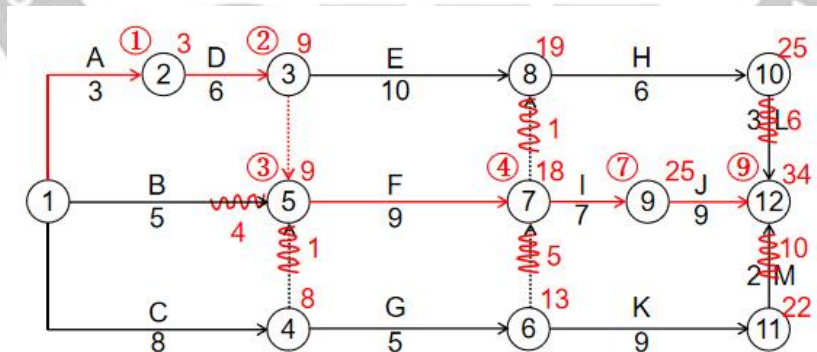 ① 3 ② 9 19 25
A D E H
2 3 8 10
3 6 10 6
1 3 L 6
③ 9 ④ 18 ⑦ 25 ⑨ 34
B F I J
1 5 7 9 12
5 9 7 9
4 1 5 10
2 M
8 13 22
C G K
4 6 11
8 5 9